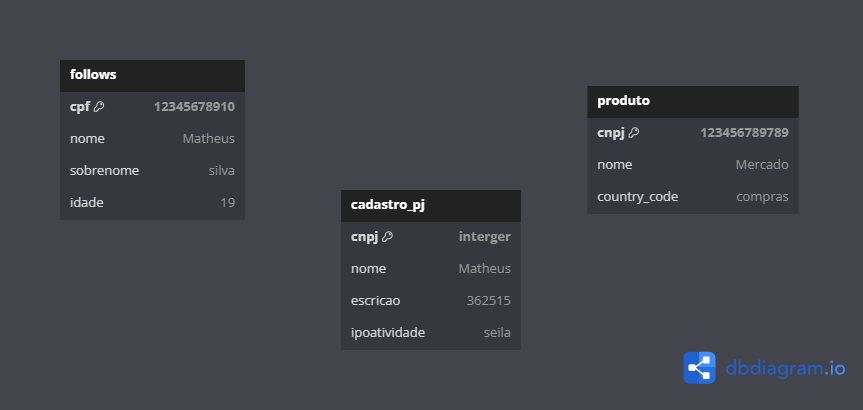 follows
cpf 12345678910
nome Matheus
sobrenome silva
idade 19
cadastro_pj
cnpj interger
nome Matheus
escricao 362515
ipoatividade seila
produto
cnpj 123456789789
nome Mercado
country_code compras
dbdiagram.io